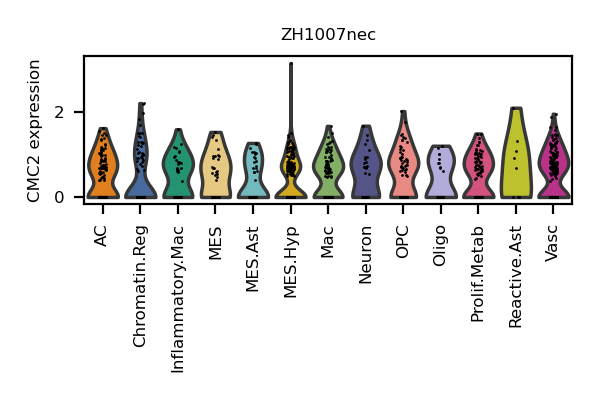 ZH1007nec
CMC2 expression
2
0
AC
Chromatin.Reg
Inflammatory.Mac
MES
MES.Ast
MES.Hyp
Mac
Neuron
OPC
Oligo
Prolif.Metab
Reactive.Ast
Vasc